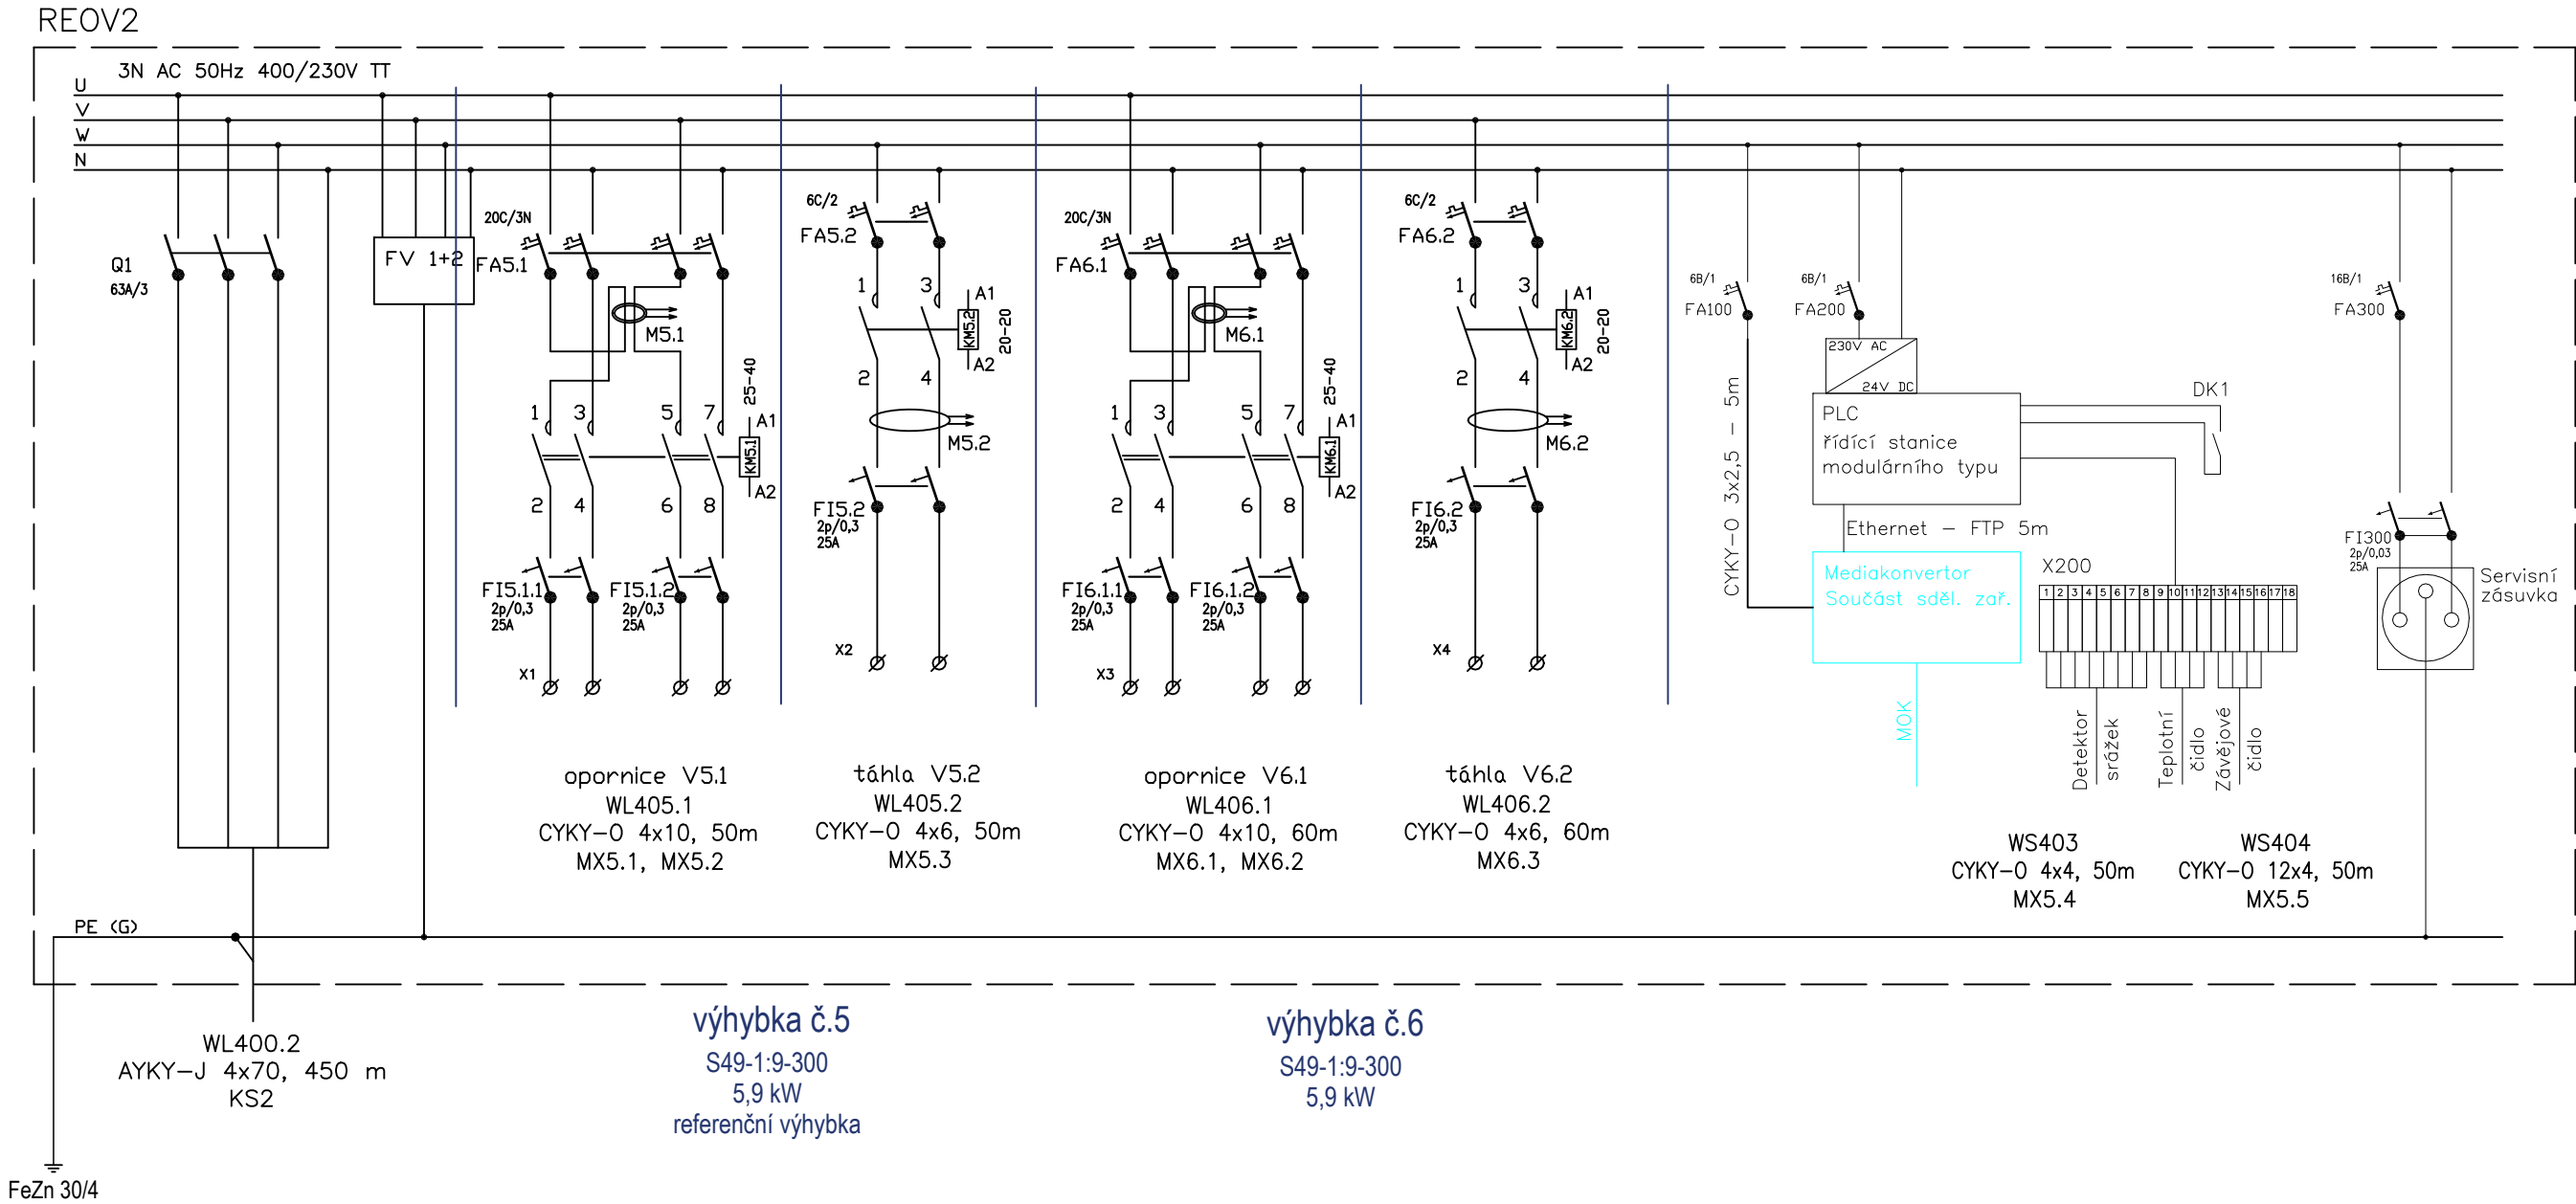 REOV2
3N AC 50Hz 400/230V TT
U
V
W
N
Q1
63A/3
FV 1+2
20C/3N
FA5.1
M5.1
1
3
5
7
25-40
A1
KM5.1
A2
2
4
6
8
FI5.1.1
2p/0,3
25A
FI5.1.2
2p/0,3
25A
X1
opornice V5.1
WL405.1
CYKY-O 4x10, 50m
MX5.1, MX5.2
6C/2
FA5.2
1
3
A1
KM5.2
A2
20-20
2
4
M5.2
FI5.2
2p/0,3
25A
X2
táhla V5.2
WL405.2
CYKY-O 4x6, 50m
MX5.3
20C/3N
FA6.1
M6.1
1
3
5
7
25-40
A1
KM6.1
A2
2
4
6
8
FI6.1.1
2p/0,3
25A
FI6.1.2
2p/0,3
25A
X3
opornice V6.1
WL406.1
CYKY-O 4x10, 60m
MX6.1, MX6.2
6C/2
FA6.2
1
3
A1
KM6.2
A2
20-20
2
4
M6.2
FI6.2
2p/0,3
25A
X4
táhla V6.2
WL406.2
CYKY-O 4x6, 60m
MX6.3
6B/1
FA100
CYKY-O 3x2,5 - 5m
6B/1
FA200
230V AC
24V DC
PLC
řídící stanice
modulárního typu
DK1
Ethernet - FTP 5m
Mediakonvertor
Součást sděl. zař.
MOK
X200
1 2 3 4 5 6 7 8 9 10 11 12 13 14 15 16 17 18
Detektor
srážek
Teplotní
čidlo
Závějové
čidlo
WS403
CYKY-O 4x4, 50m
MX5.4
WS404
CYKY-O 12x4, 50m
MX5.5
16B/1
FA300
FI300
2p/0,03
25A
Servisní
zásuvka
PE (G)
WL400.2
AYKY-J 4x70, 450 m
KS2
FeZn 30/4
výhybka č.5
S49-1:9-300
5,9 kW
referenční výhybka
výhybka č.6
S49-1:9-300
5,9 kW